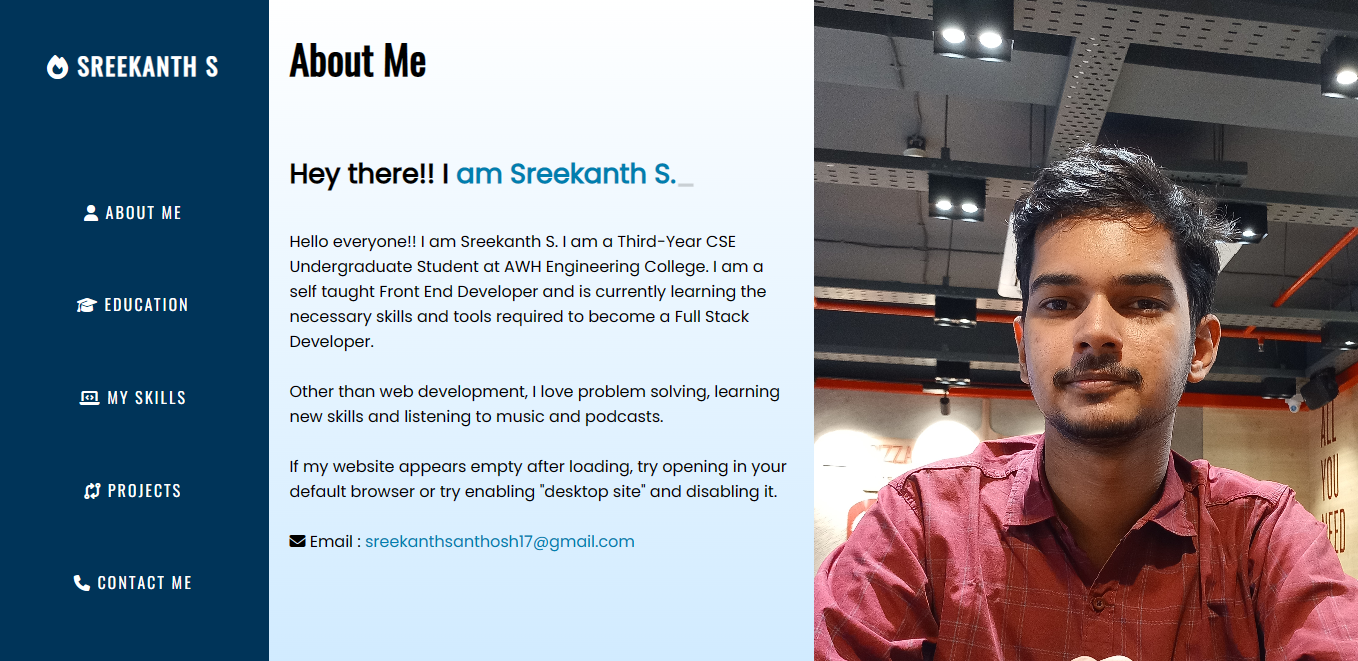 SREEKANTH S
ABOUT ME
EDUCATION
MY SKILLS
PROJECTS
CONTACT ME
About Me
Hey there!! I am Sreekanth S._
Hello everyone!! I am Sreekanth S. I am a Third-Year CSE
Undergraduate Student at AWH Engineering College. I am a
self taught Front End Developer and is currently learning the
necessary skills and tools required to become a Full Stack
Developer.
Other than web development, I love problem solving, learning
new skills and listening to music and podcasts.
If my website appears empty after loading, try opening in your
default browser or try enabling "desktop site" and disabling it.
Email : sreekanthsanthosh17@gmail.com
PIZZA
ALL
YOU
NEED